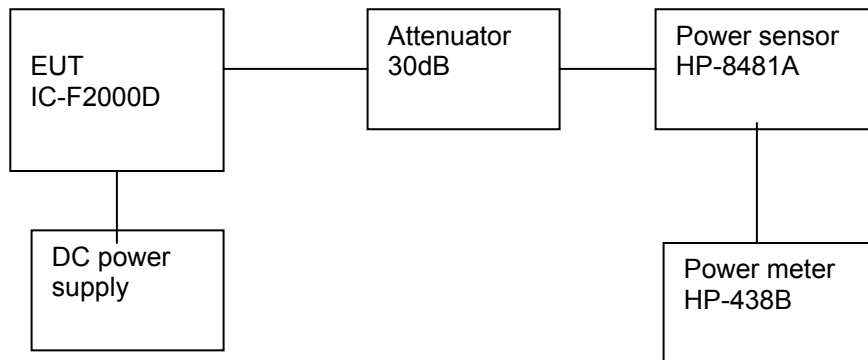 EUT
IC-F2000D
Attenuator
30dB
Power sensor
HP-8481A
DC power
supply
Power meter
HP-438B